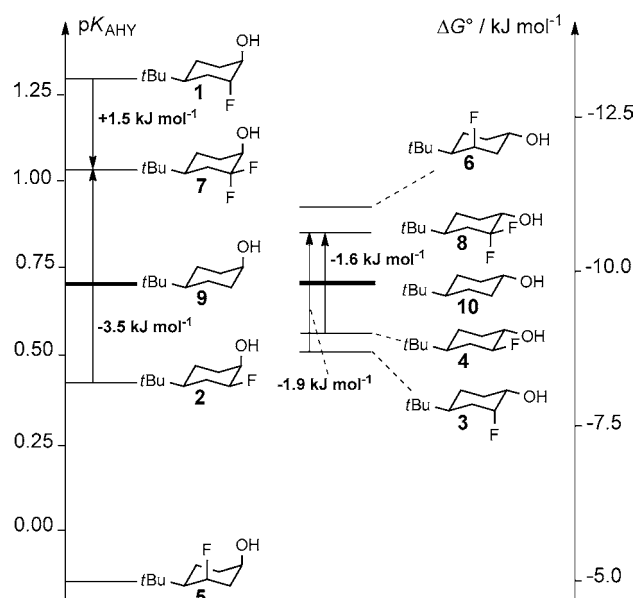 pK_AHY
ΔG° / kJ mol⁻¹
OH
1.25
tBu
1
F
+1.5 kJ mol⁻¹
-12.5
F
OH
tBu
6
OH
1.00
tBu
F
7
F
OH
tBu
F
8
F
0.75
-1.6 kJ mol⁻¹
-10.0
OH
tBu
9
OH
tBu
10
-3.5 kJ mol⁻¹
0.50
OH
tBu
F
2
OH
tBu
F
4
-1.9 kJ mol⁻¹
OH
tBu
3
F
-7.5
0.25
0.00
F
OH
tBu
5
-5.0